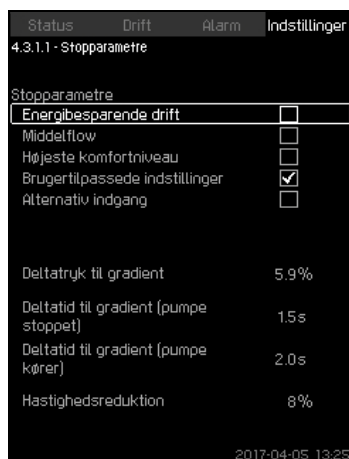 Status Drift Alarm Indstillinger
4.3.1.1 - Stopparametre
Stopparametre
Energibesparende drift
Middelflow
Højeste komfortniveau
Brugertilpassede indstillinger
Alternativ indgang
Deltatryk til gradient 5.9%
Deltatid til gradient (pumpe
stoppet) 1.5s
Deltatid til gradient (pumpe
kører) 2.0s
Hastighedsreduktion 8%
2017-04-05 13:25